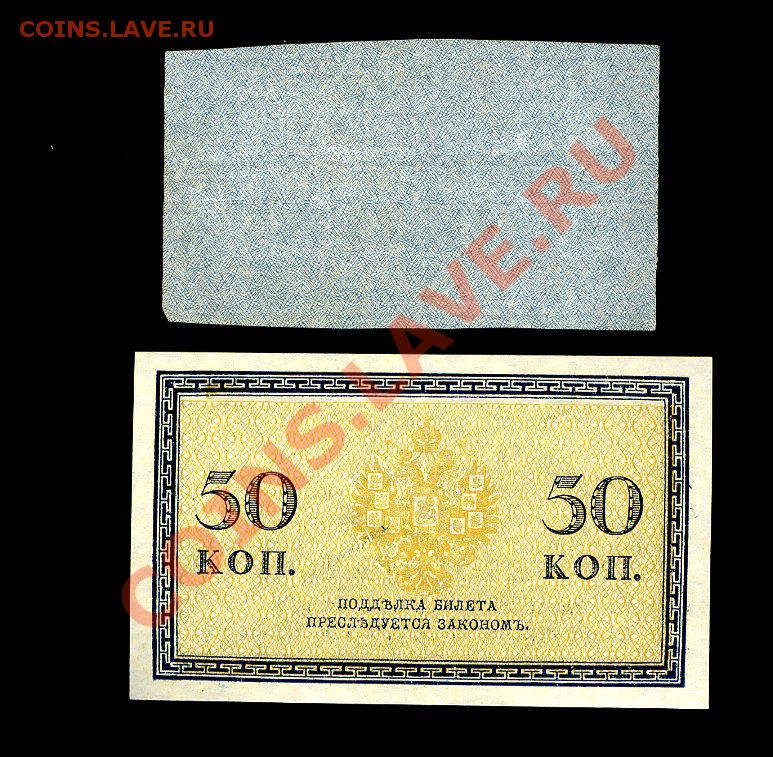 COINS.LAVE.RU
COINS.LAVE.RU
50 КОП.
50 КОП.
ПОДДѢЛКА БИЛЕТА
ПРЕСЛѢДУЕТСЯ ЗАКОНОМЪ.